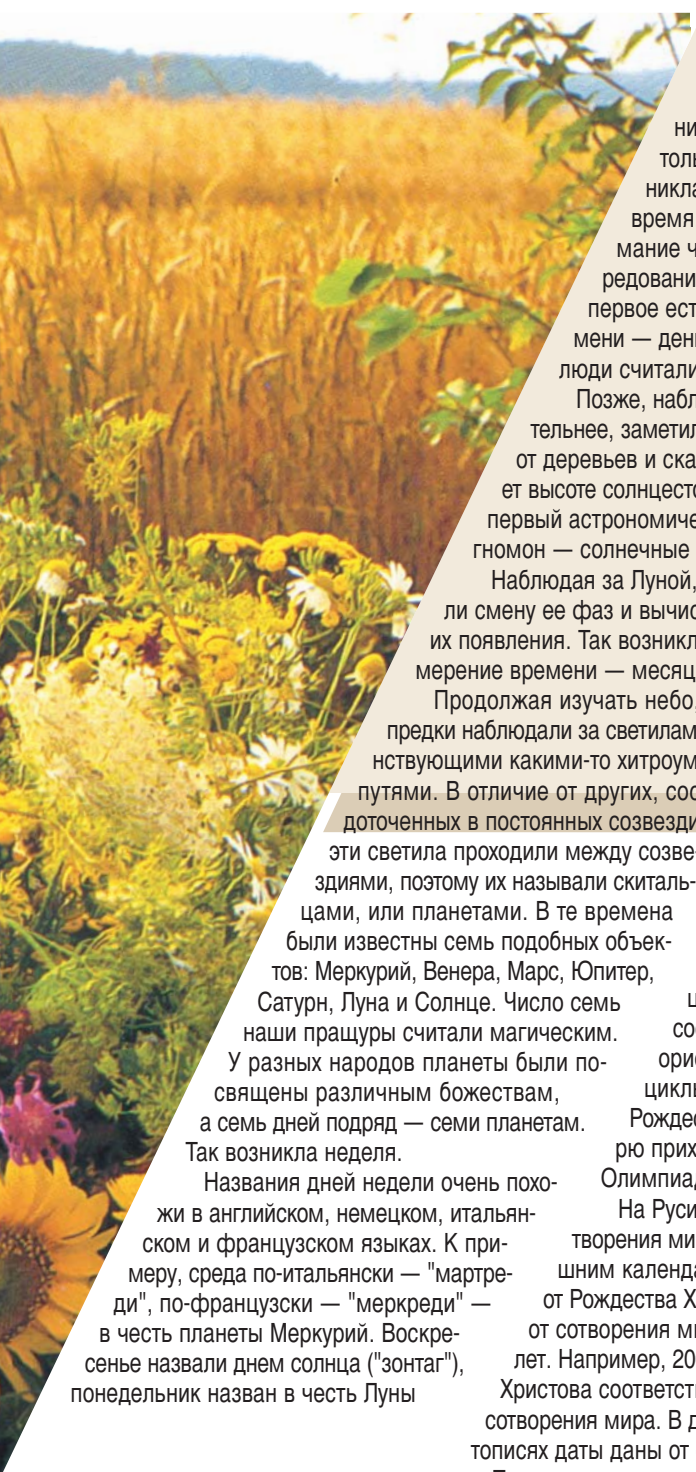 ни
толь
никла
время
мание ч
редовани
первое ест
мени — ден
люди считали
Позже, набл
тельнее, заметил
от деревьев и ска
ет высоте солнцесто
первый астрономиче
гномон — солнечные
Наблюдая за Луной,
ли смену ее фаз и вычис
их появления. Так возникл
мерение времени — месяц
Продолжая изучать небо,
предки наблюдали за светилам
нствующими какими-то хитроум
путями. В отличие от других, сос
доточенных в постоянных созвезди
эти светила проходили между созве-
здиями, поэтому их называли скиталь-
цами, или планетами. В те времена
были известны семь подобных объек-
тов: Меркурий, Венера, Марс, Юпитер,
Сатурн, Луна и Солнце. Число семь
наши пращуры считали магическим.
У разных народов планеты были по-
священы различным божествам,
а семь дней подряд — семи планетам.
Так возникла неделя.
Названия дней недели очень похо-
жи в английском, немецком, итальян-
ском и французском языках. К при-
меру, среда по-итальянски — "мартре-
ди", по-французски — "меркреди" —
в честь планеты Меркурий. Воскре-
сенье назвали днем солнца ("зонтаг"),
понедельник назван в честь Луны
ц
со
орие
цикль
Рождес
рю прих
Олимпиад
На Руси
творения ми
шним календа
от Рождества Х
от сотворения ми
лет. Например, 20
Христова соответст
сотворения мира. В д
тописях даты даны от